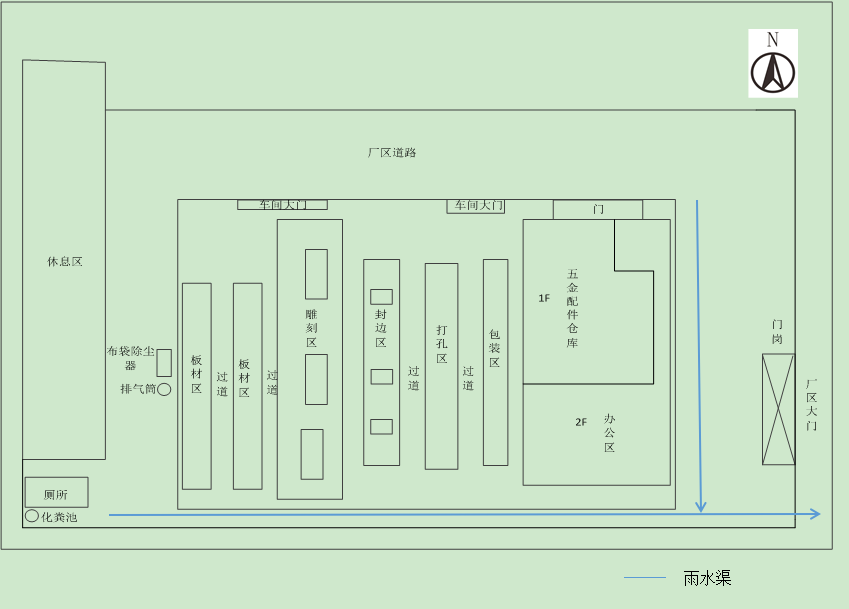 N
厂区道路
车间大门
车间大门
门
休息区
1F
五金配件仓库
雕刻区
封边区
打孔区
包装区
门岗
布袋除尘
器
排气筒
板材区
过道
板材区
过道
过道
过道
厂区大门
2F
办公区
厕所
化粪池
雨水渠